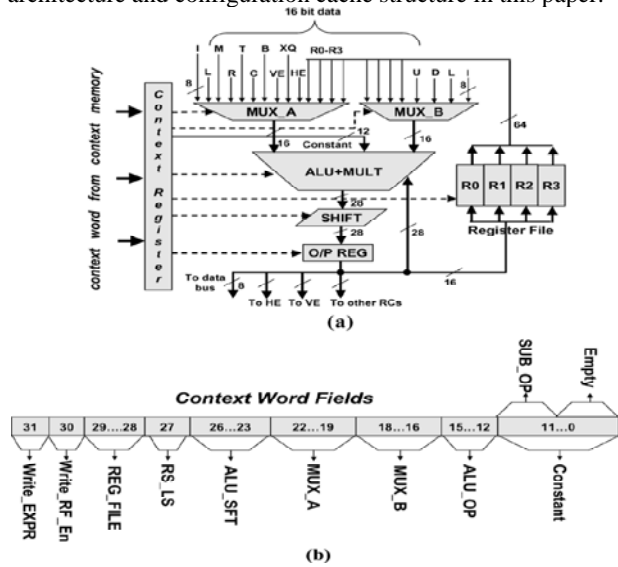 architecture and configuration cache structure in this paper.
16 bit data
I M T B XQ R0-R3
L R C VE HE U D L I
8 8
MUX_A MUX_B
Context Register
context word from context memory
16 Constant 12 16 64
ALU+MULT
R0 R1 R2 R3
28
SHIFT
Register File
28 28
O/P REG
To data bus 8 To HE To VE To other RCs 16
(a)
SUB_OP Empty
Context Word Fields
31 30 29....28 27 26...23 22...19 18...16 15...12 11...0
Write_EXPR Write_RF_En REG_FILE RS_LS ALU_SFT MUX_A MUX_B ALU_OP Constant
(b)